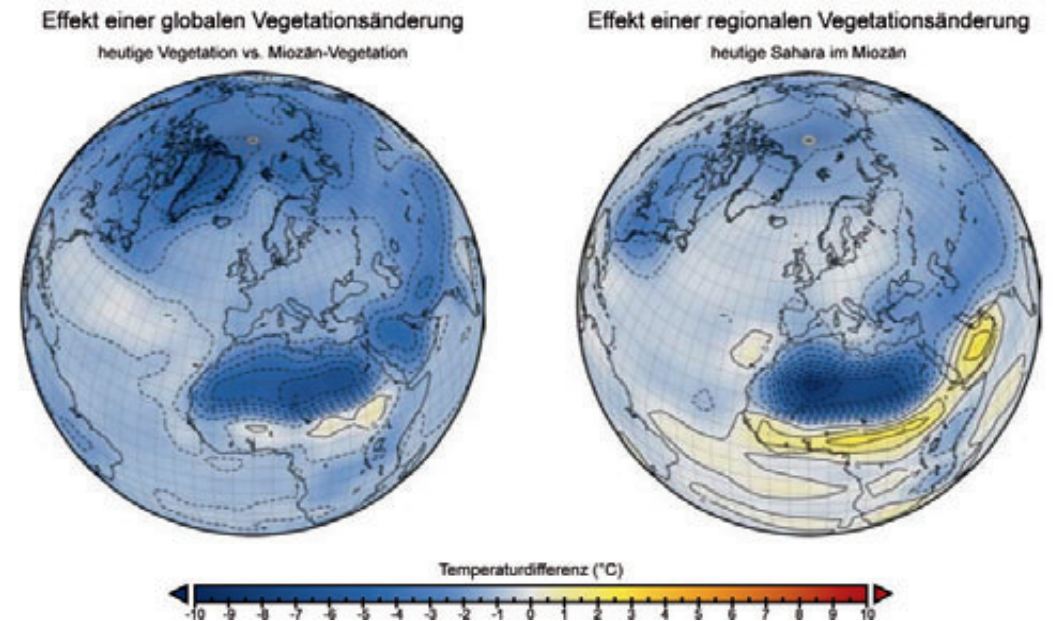 Effekt einer globalen Vegetationsänderung
heutige Vegetation vs. Miozän-Vegetation
Effekt einer regionalen Vegetationsänderung
heutige Sahara im Miozän
Temperaturdifferenz (°C)
-10 -9 -8 -7 -6 -5 -4 -3 -2 -1 0 1 2 3 4 5 6 7 8 9 10